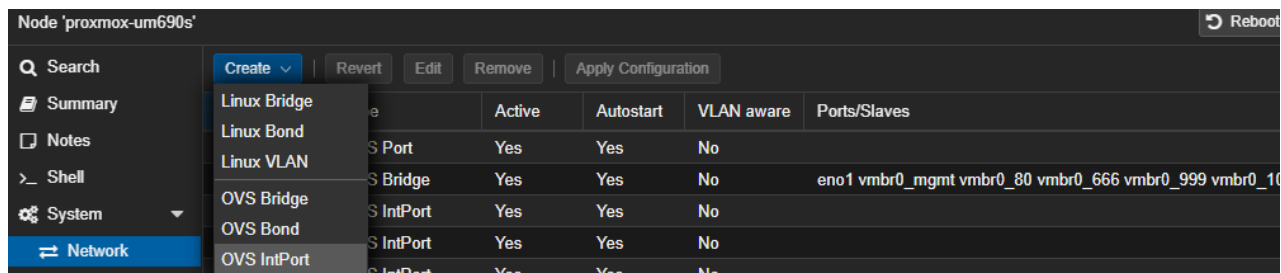 Node 'proxmox-um690s' Reboot
Search
Summary
Notes
>_ Shell
System
Network
Create Revert Edit Remove Apply Configuration
Linux Bridge
Linux Bond
Linux VLAN
OVS Bridge
OVS Bond
OVS IntPort
Active Autostart VLAN aware Ports/Slaves
Port Yes Yes No
Bridge Yes Yes No eno1 vmbr0_mgmt vmbr0_80 vmbr0_666 vmbr0_999
IntPort Yes Yes No
IntPort Yes Yes No